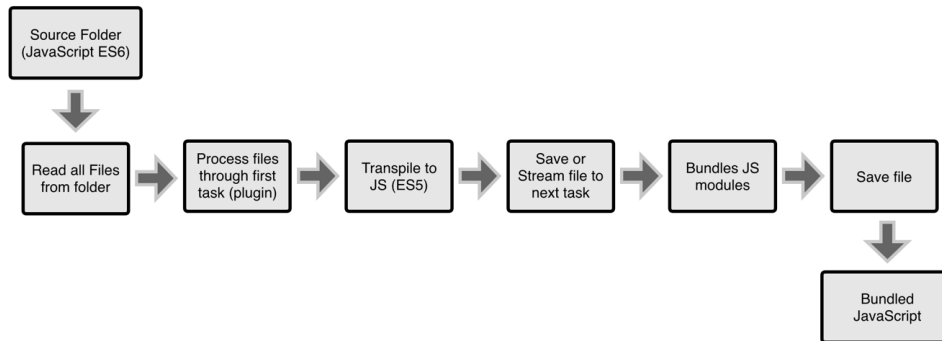 Source Folder
(JavaScript ES6)
Read all Files
from folder
Process files
through first
task (plugin)
Transpile to
JS (ES5)
Save or
Stream file to
next task
Bundles JS
modules
Save file
Bundled
JavaScript